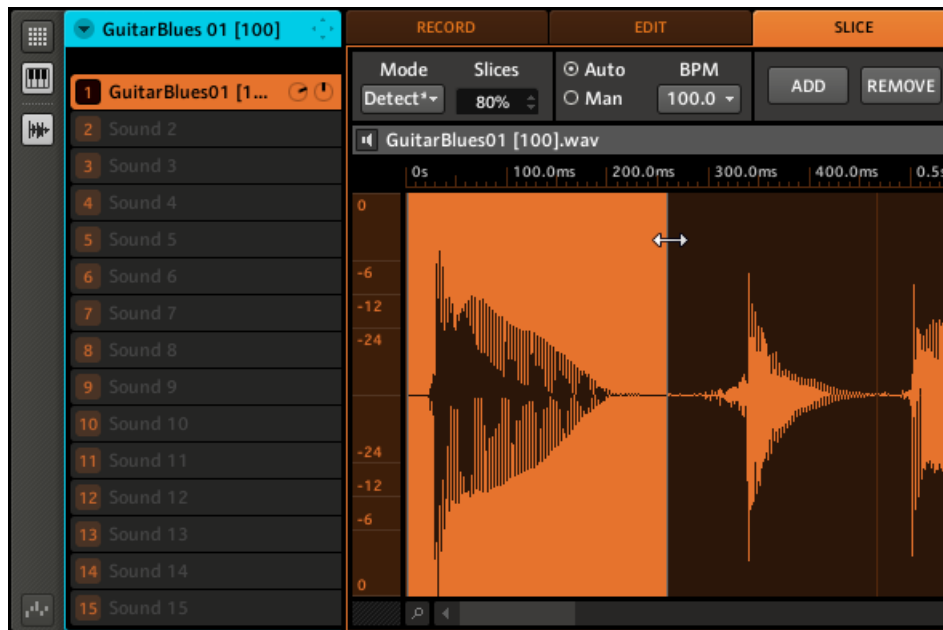 GuitarBlues 01 [100]
RECORD EDIT SLICE
Mode Slices Auto BPM
Detect* 80% Man 100.0 ADD REMOVE
1 GuitarBlues01 [1...
2 Sound 2
3 Sound 3
4 Sound 4
5 Sound 5
6 Sound 6
7 Sound 7
8 Sound 8
9 Sound 9
10 Sound 10
11 Sound 11
12 Sound 12
13 Sound 13
14 Sound 14
15 Sound 15
GuitarBlues01 [100].wav
0s 100.0ms 200.0ms 300.0ms 400.0ms 0.5s
0
-6
-12
-24
-24
-12
-6
0